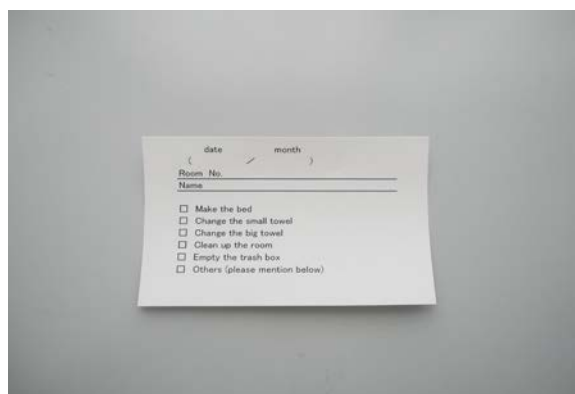 date month
( / )
Room No.
Name
☐ Make the bed
☐ Change the small towel
☐ Change the big towel
☐ Clean up the room
☐ Empty the trash box
☐ Others (please mention below)